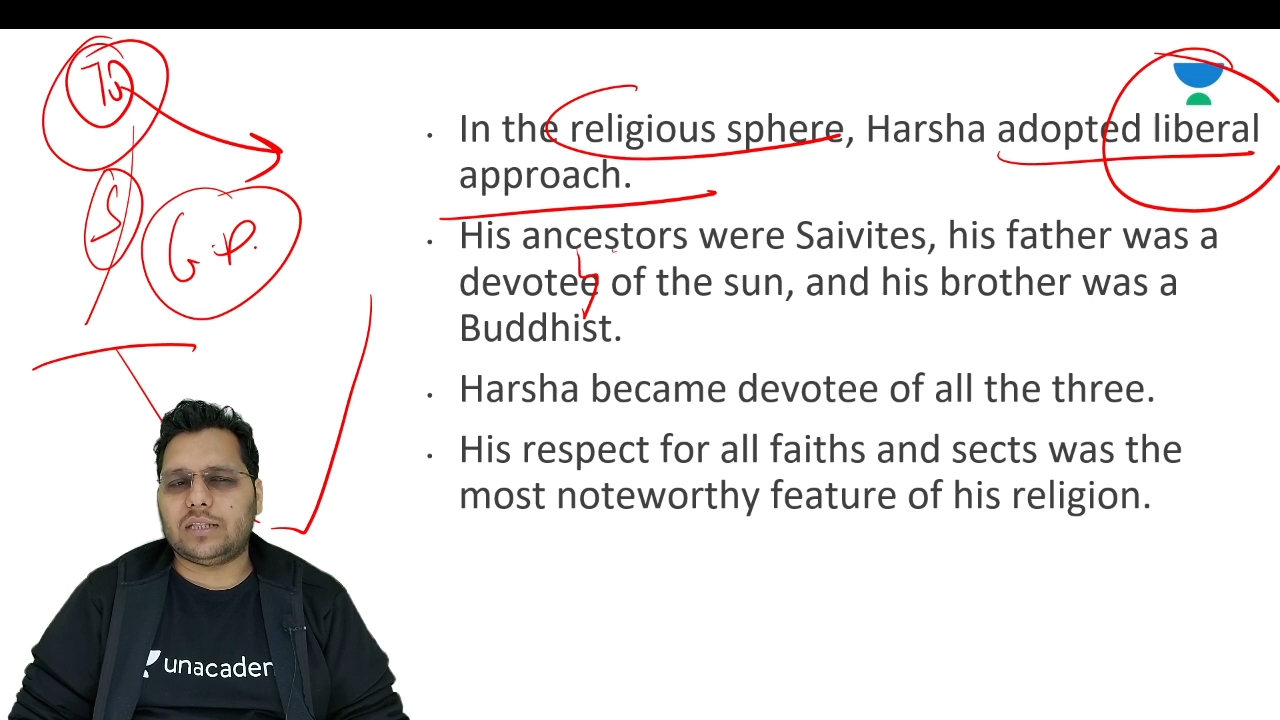 • In the religious sphere, Harsha adopted liberal
approach.
• His ancestors were Saivites, his father was a
devotee of the sun, and his brother was a
Buddhist.
• Harsha became devotee of all the three.
• His respect for all faiths and sects was the
most noteworthy feature of his religion.
S
G.P.
unacadem